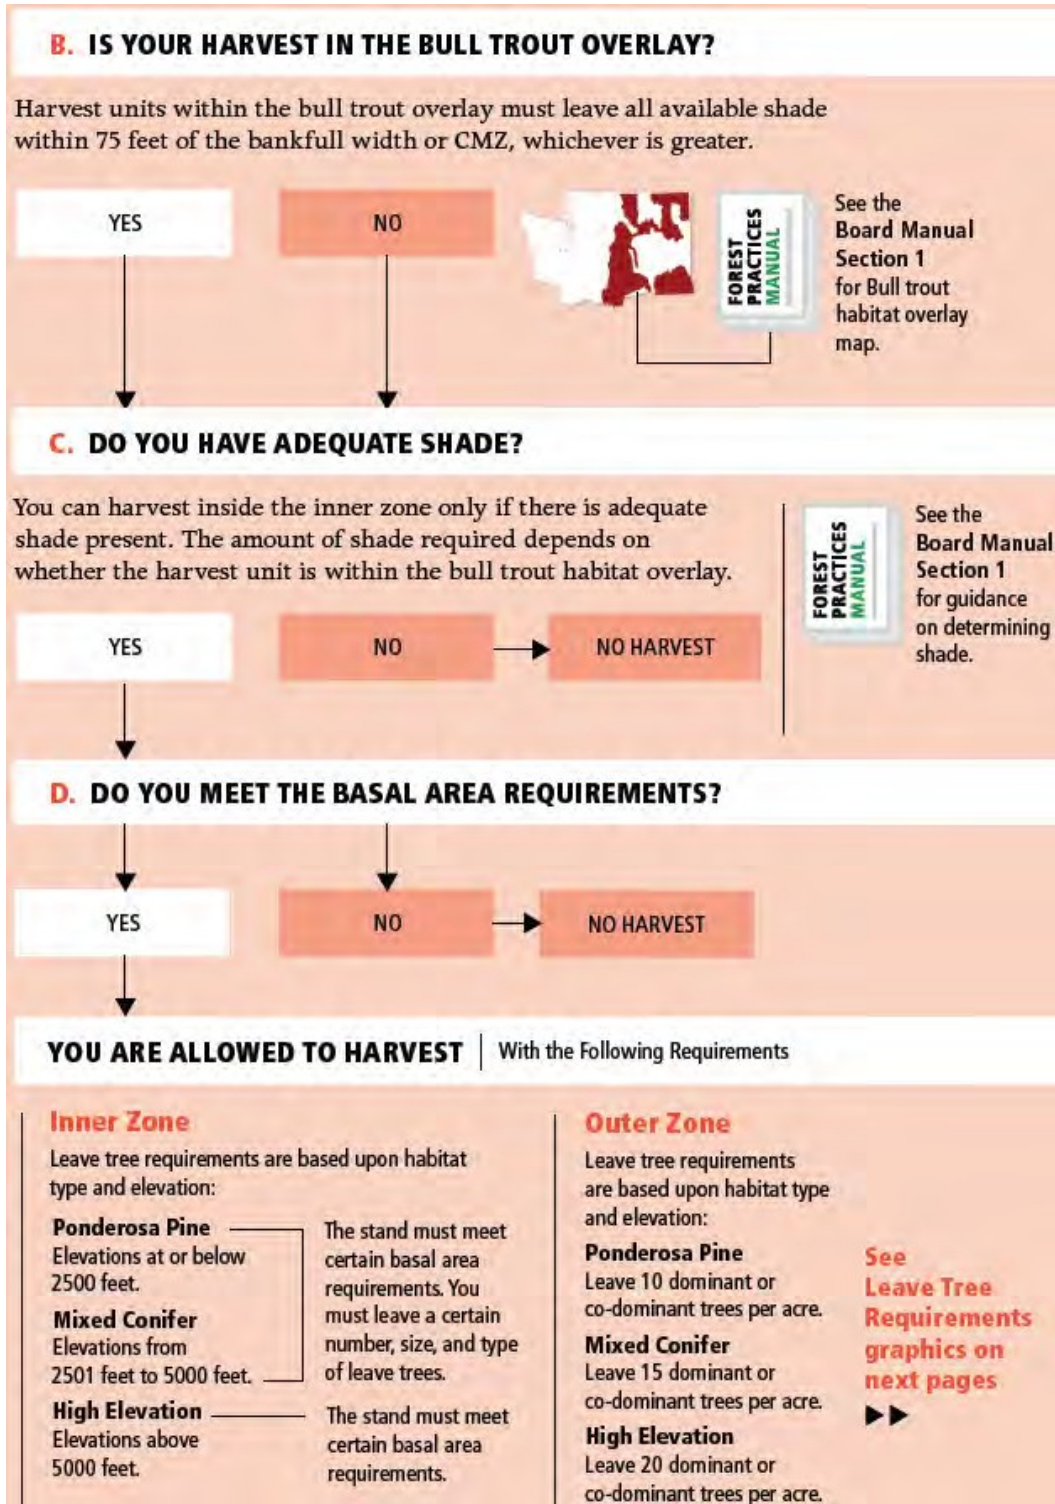 B. IS YOUR HARVEST IN THE BULL TROUT OVERLAY?
Harvest units within the bull trout overlay must leave all available shade
within 75 feet of the bankfull width or CMZ, whichever is greater.
YES
NO
FOREST
PRACTICES
MANUAL
See the
Board Manual
Section 1
for Bull trout
habitat overlay
map.
C. DO YOU HAVE ADEQUATE SHADE?
You can harvest inside the inner zone only if there is adequate
shade present. The amount of shade required depends on
whether the harvest unit is within the bull trout habitat overlay.
YES
NO
NO HARVEST
FOREST
PRACTICES
MANUAL
See the
Board Manual
Section 1
for guidance
on determining
shade.
D. DO YOU MEET THE BASAL AREA REQUIREMENTS?
YES
NO
NO HARVEST
YOU ARE ALLOWED TO HARVEST | With the Following Requirements
Inner Zone
Leave tree requirements are based upon habitat
type and elevation:
Ponderosa Pine
Elevations at or below
2500 feet.
Mixed Conifer
Elevations from
2501 feet to 5000 feet.
The stand must meet
certain basal area
requirements. You
must leave a certain
number, size, and type
of leave trees.
High Elevation
Elevations above
5000 feet.
The stand must meet
certain basal area
requirements.
Outer Zone
Leave tree requirements
are based upon habitat type
and elevation:
Ponderosa Pine
Leave 10 dominant or
co-dominant trees per acre.
Mixed Conifer
Leave 15 dominant or
co-dominant trees per acre.
High Elevation
Leave 20 dominant or
co-dominant trees per acre.
See
Leave Tree
Requirements
graphics on
next pages